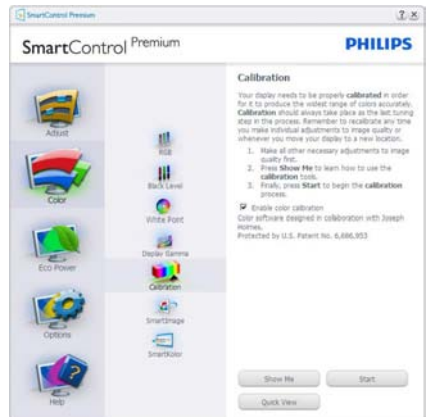 SmartControl Premium
SmartControl Premium
PHILIPS
Adjust
Color
Eco Power
Options
Help
RGB
Black Level
White Point
Display Gamma
Calibration
SmartImage
SmartKolor
Calibration
Your display needs to be properly calibrated in order
for it to produce the widest range of colors accurately.
Calibration should always take place as the last tuning
step in the process. Remember to recalibrate any time
you make individual adjustments to image quality or
whenever you move your display to a new location.
1. Make all other necessary adjustments to image
quality first.
2. Press Show Me to learn how to use the
calibration tools.
3. Finally, press Start to begin the calibration
process.
Enable color calibration
Color software designed in collaboration with Joseph
Holmes.
Protected by U.S. Patent No. 6,686,953
Show Me
Start
Quick View